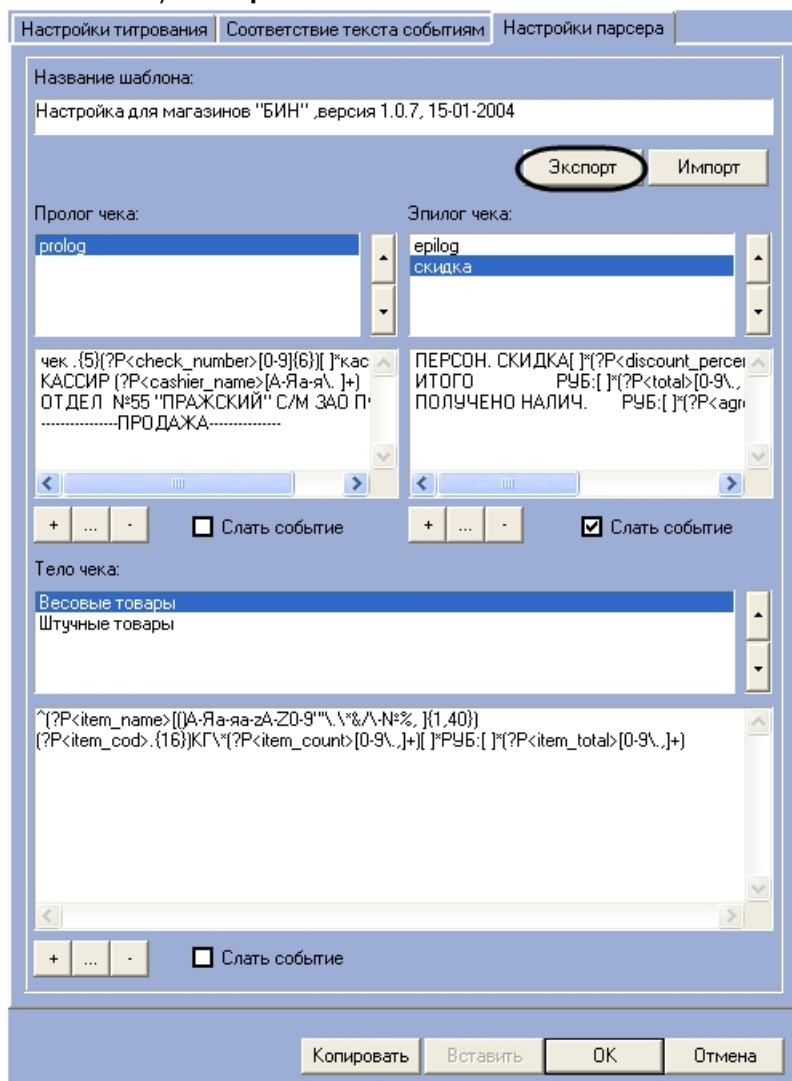 Настройки титрования Соответствие текста событиям Настройки парсера
Название шаблона:
Настройка для магазинов "БИН" ,версия 1.0.7, 15-01-2004
Экспорт Импорт
Пролог чека: Эпилог чека:
prolog epilog
скидка
чек .{5}(?P<check_number>[0-9]{6})[ ]*кас
КАССИР (?P<cashier_name>[А-Яа-я\. ]+)
ОТДЕЛ №55 "ПРАЖСКИЙ" С/М ЗАО П
---------------ПРОДАЖА--------------
ПЕРСОН. СКИДКА[ ]*(?P<discount_percer
ИТОГО РУБ:[ ]*(?P<total>[0-9\.,
ПОЛУЧЕНО НАЛИЧ. РУБ:[ ]*(?P<agr
+ ... - Слать событие + ... - Слать событие
Тело чека:
Весовые товары
Штучные товары
^(?P<item_name>[()А-Яа-яa-zA-Z0-9'"\.\*&/\-№%, ]{1,40})
(?P<item_cod>.{16})КГ\*(?P<item_count>[0-9\.,]+)[ ]*РУБ:[ ]*(?P<item_total>[0-9\.,]+)
+ ... - Слать событие
Копировать Вставить OK Отмена